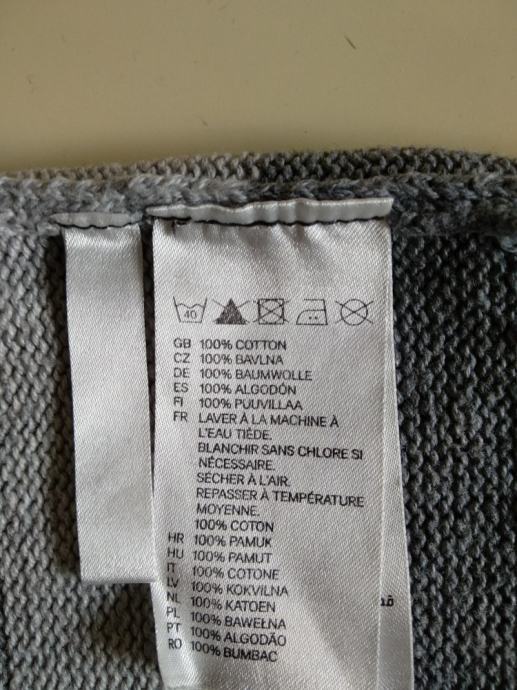 40
GB 100% COTTON
CZ 100% BAVLNA
DE 100% BAUMWOLLE
ES 100% ALGODÓN
FI 100% PUUVILLAA
FR LAVER À LA MACHINE À
L'EAU TIÈDE.
BLANCHIR SANS CHLORE SI
NÉCESSAIRE.
SÉCHER À L'AIR.
REPASSER À TEMPÉRATURE
MOYENNE.
100% COTON
HR 100% PAMUK
HU 100% PAMUT
IT 100% COTONE
LV 100% KOKVILNA
NL 100% KATOEN
PL 100% BAWEŁNA
PT 100% ALGODÃO
RO 100% BUMBAC